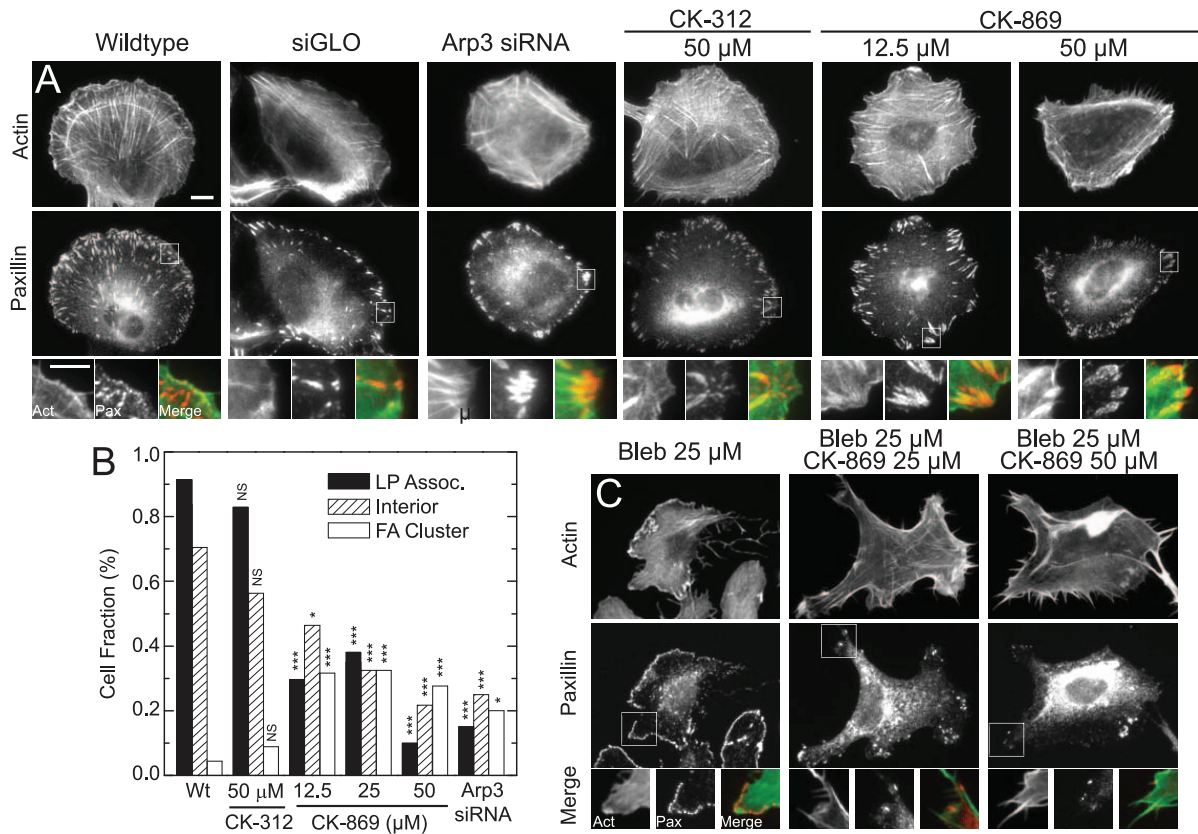 CK-312 CK-869
Wildtype siGLO Arp3 siRNA 50 µM 12.5 µM 50 µM
A
Actin
Paxillin
Act Pax Merge µ
B
1.0
0.8
0.6
0.4
0.2
0.0
Cell Fraction (%)
LP Assoc.
Interior
FA Cluster
NS NS NS
*** * ***
*** *** ***
*** *** ***
*** *** *
Wt 50 µM 12.5 25 50 Arp3
siRNA
CK-312 CK-869 (µM)
C
Bleb 25 µM Bleb 25 µM
CK-869 25 µM Bleb 25 µM
CK-869 50 µM
Actin
Paxillin
Merge
Act Pax Merge